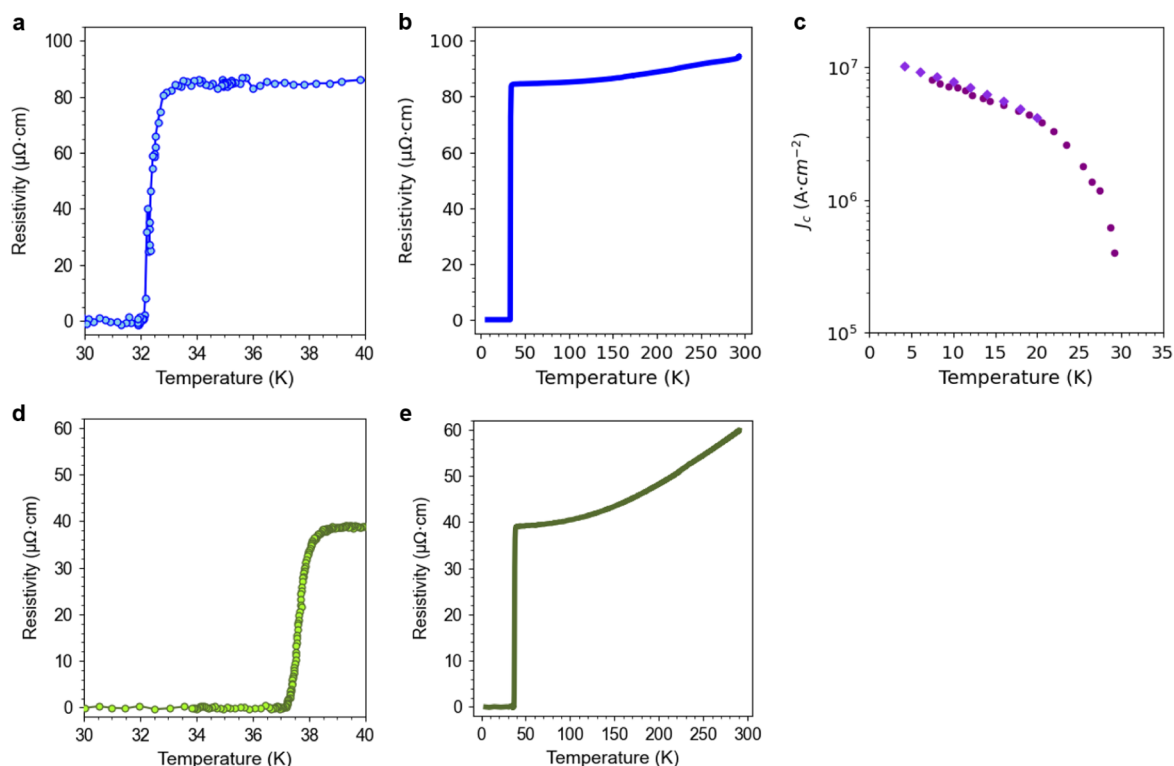 a
100
80
60
40
20
0
Resistivity (μΩ·cm)
30 32 34 36 38 40
Temperature (K)
b
100
80
60
40
20
0
Resistivity (μΩ·cm)
0 50 100 150 200 250 300
Temperature (K)
c
10⁷
10⁶
10⁵
J_c (A·cm⁻²)
0 5 10 15 20 25 30 35
Temperature (K)
d
60
50
40
30
20
10
0
Resistivity (μΩ·cm)
30 32 34 36 38 40
Temperature (K)
e
60
50
40
30
20
10
0
Resistivity (μΩ·cm)
0 50 100 150 200 250 300
Temperature (K)